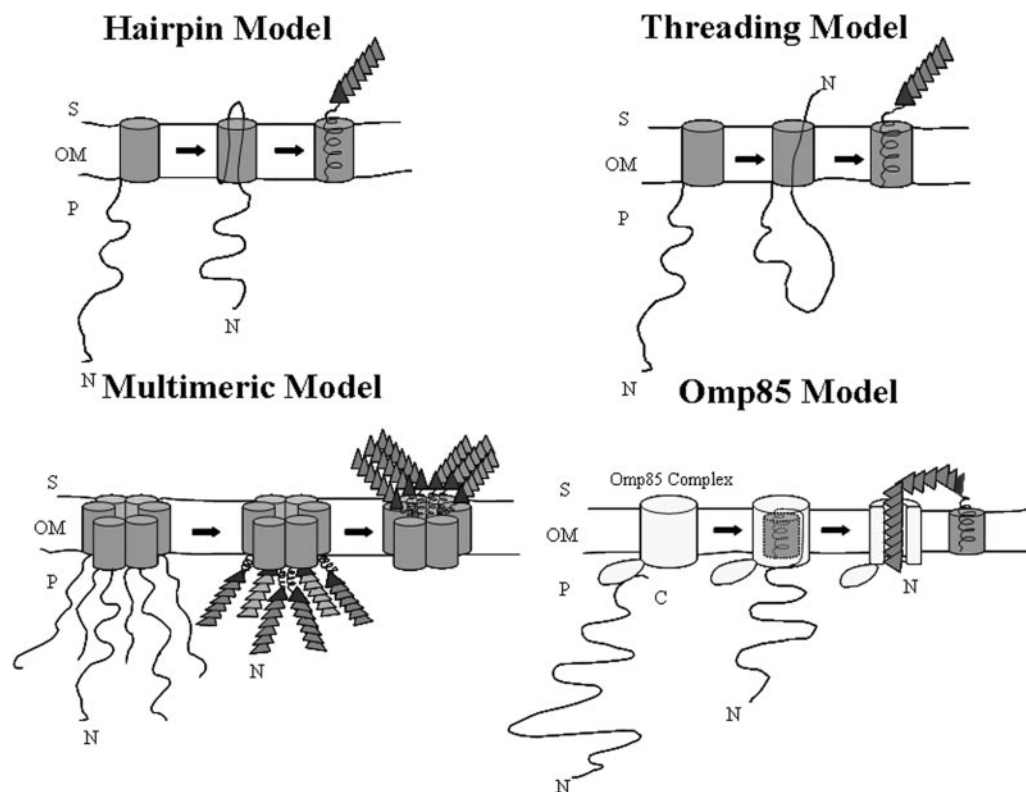 Hairpin Model
S
OM
P
N
N
Threading Model
N
S
OM
P
N
Multimeric Model
S
OM
P
N
N
Omp85 Model
Omp85 Complex
S
OM
P
C
N
N
N